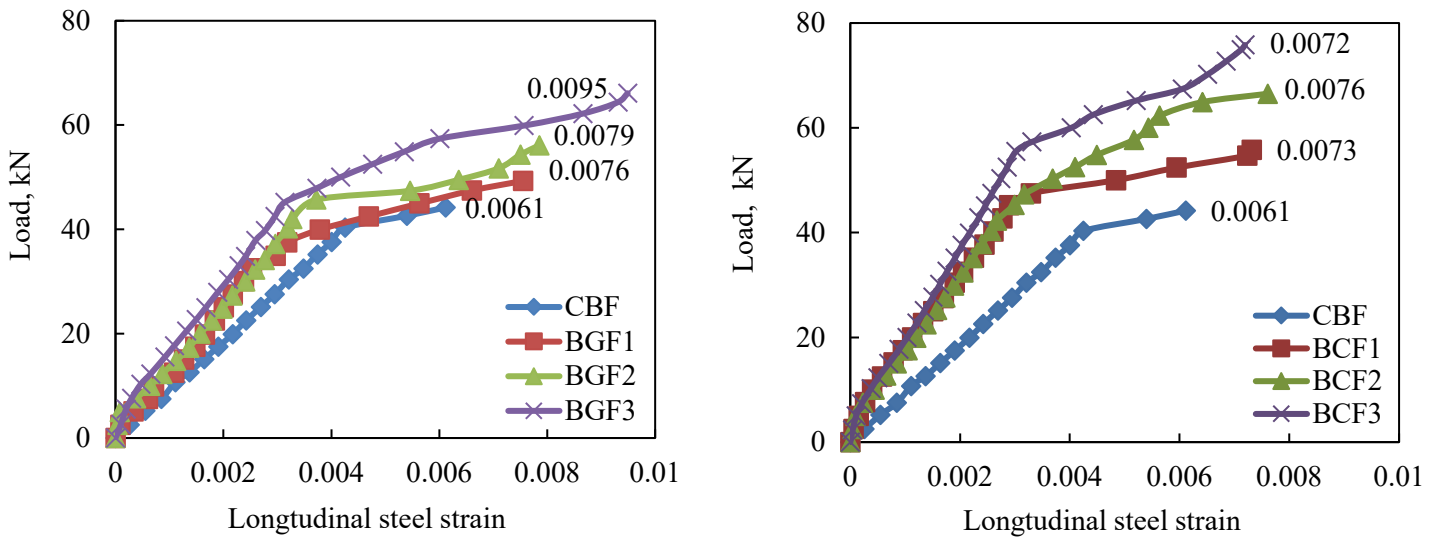 80
60
40
20
0
Load, kN
0.0095
0.0079
0.0076
0.0061
CBF
BGF1
BGF2
BGF3
0
0.002
0.004
0.006
0.008
0.01
Longtudinal steel strain
80
60
40
20
0
Load, kN
0.0072
0.0076
0.0073
0.0061
CBF
BCF1
BCF2
BCF3
0
0.002
0.004
0.006
0.008
0.01
Longtudinal steel strain